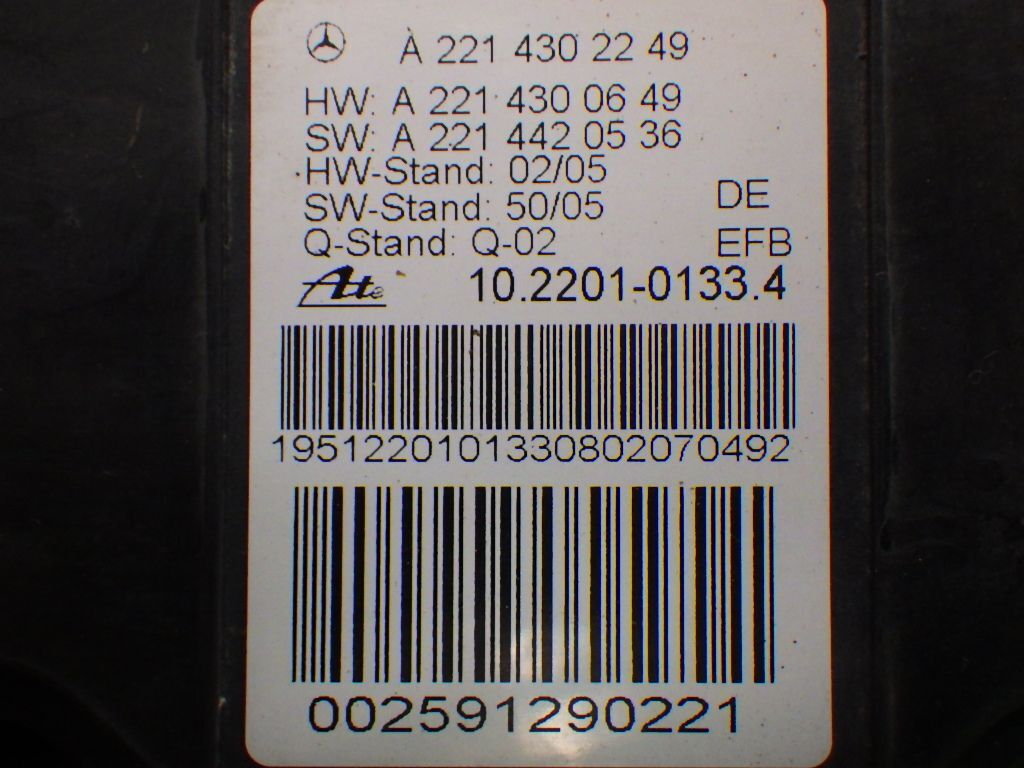 A 221 430 22 49
HW: A 221 430 06 49
SW: A 221 442 05 36
HW-Stand: 02/05
SW-Stand: 50/05
DE
Q-Stand: Q-02
EFB
Ate 10.2201-0133.4
1951220101330802070492
002591290221